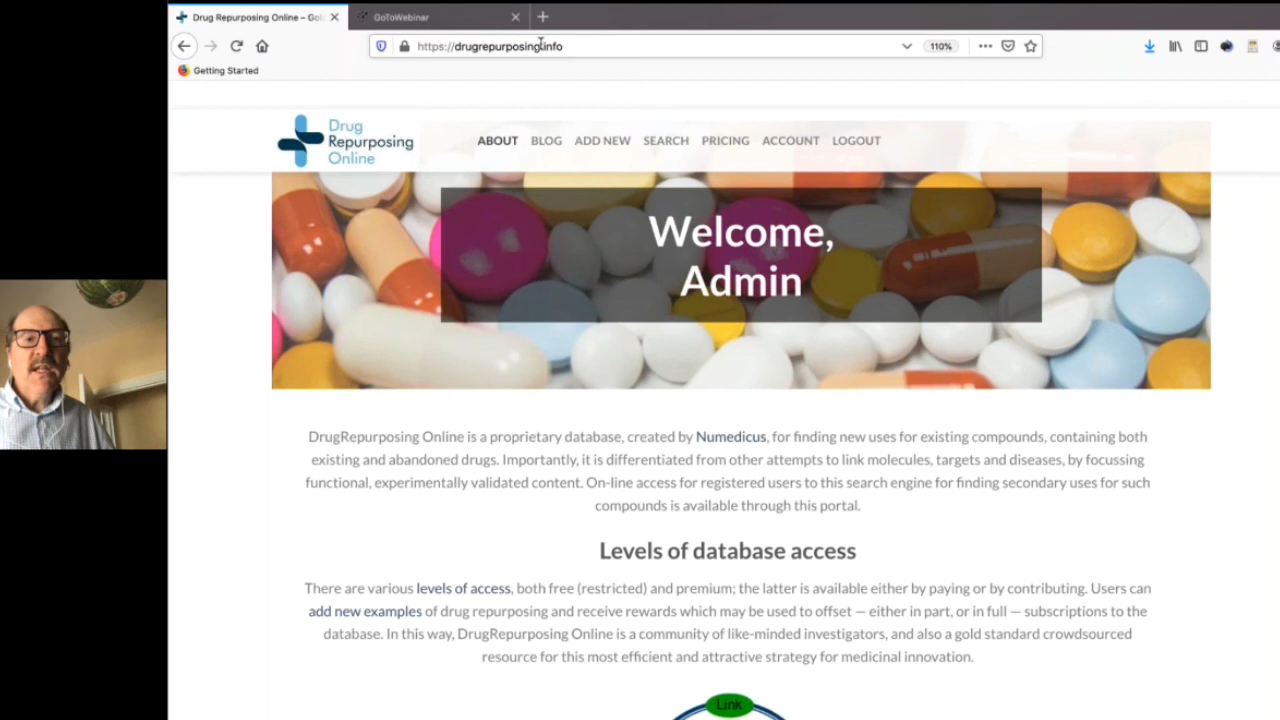 Drug Repurposing Online – Gol
GoToWebinar
https://drugrepurposing.info
110%
Getting Started
Drug
Repurposing
Online
ABOUT BLOG ADD NEW SEARCH PRICING ACCOUNT LOGOUT
Welcome,
Admin
DrugRepurposing Online is a proprietary database, created by Numedicus, for finding new uses for existing compounds, containing both
existing and abandoned drugs. Importantly, it is differentiated from other attempts to link molecules, targets and diseases, by focussing
functional, experimentally validated content. On-line access for registered users to this search engine for finding secondary uses for such
compounds is available through this portal.
Levels of database access
There are various levels of access, both free (restricted) and premium; the latter is available either by paying or by contributing. Users can
add new examples of drug repurposing and receive rewards which may be used to offset — either in part, or in full — subscriptions to the
database. In this way, DrugRepurposing Online is a community of like-minded investigators, and also a gold standard crowdsourced
resource for this most efficient and attractive strategy for medicinal innovation.
Link